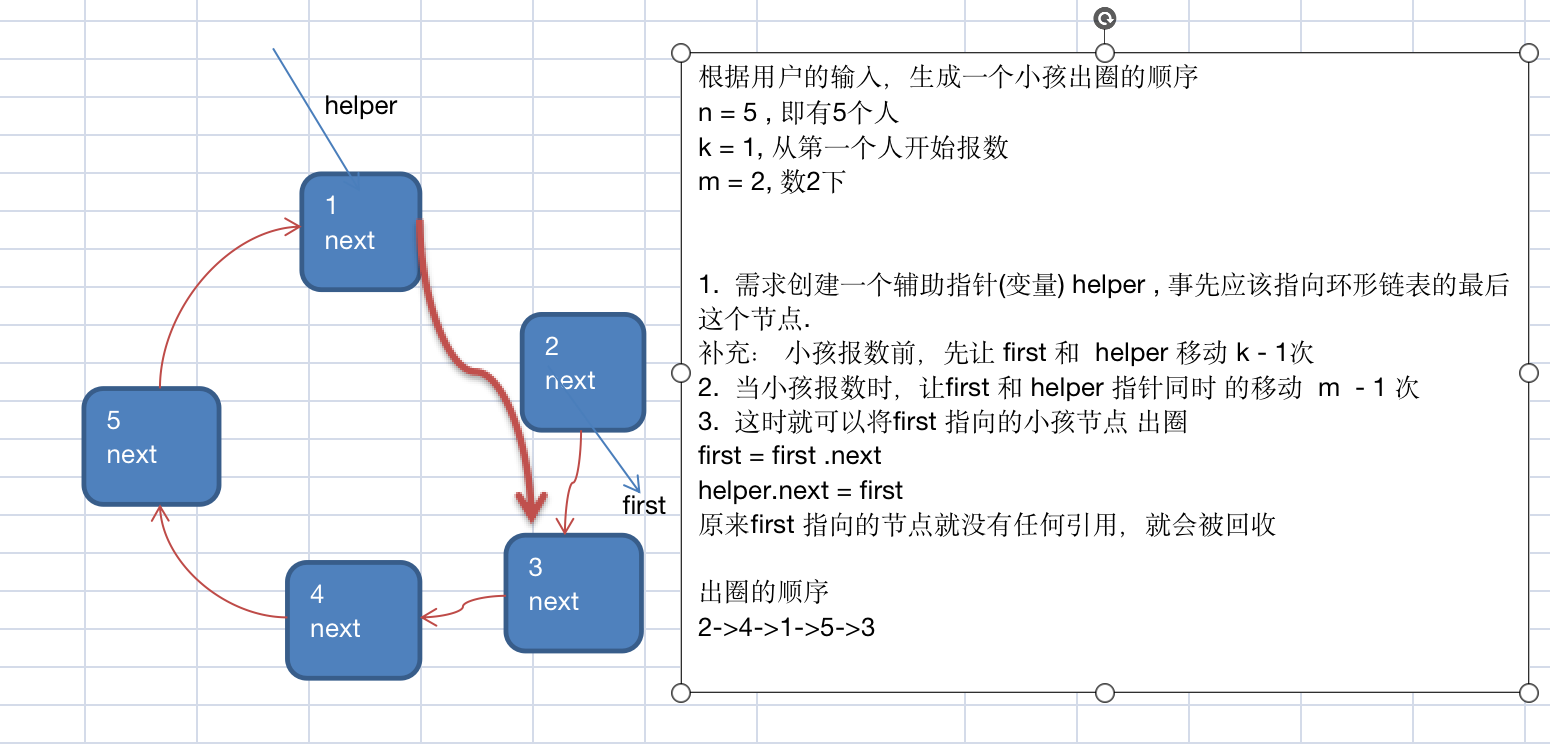 helper
1
next
2
next
5
next
first
3
next
4
next
根据用户的输入，生成一个小孩出圈的顺序
n = 5 , 即有5个人
k = 1, 从第一个人开始报数
m = 2, 数2下
1. 需求创建一个辅助指针(变量) helper , 事先应该指向环形链表的最后
这个节点.
补充： 小孩报数前，先让 first 和 helper 移动 k - 1次
2. 当小孩报数时，让first 和 helper 指针同时 的移动 m - 1 次
3. 这时就可以将first 指向的小孩节点 出圈
first = first .next
helper.next = first
原来first 指向的节点就没有任何引用，就会被回收
出圈的顺序
2->4->1->5->3